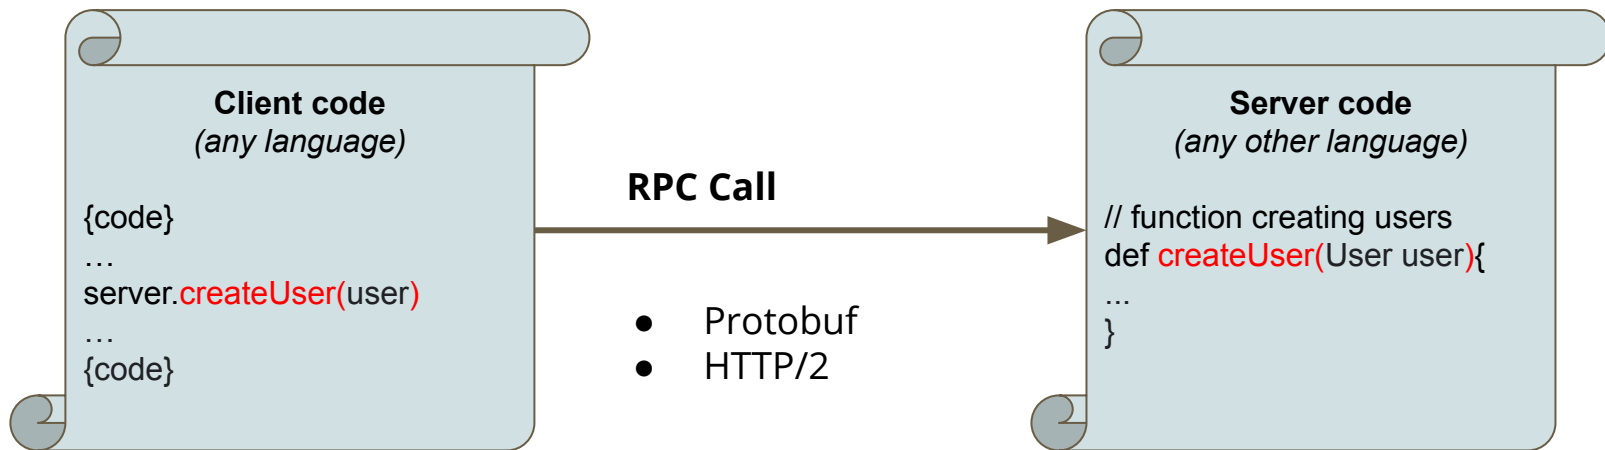 Client code
(any language)
{code}
…
server.createUser(user)
…
{code}
RPC Call
● Protobuf
● HTTP/2
Server code
(any other language)
// function creating users
def createUser(User user){
...
}